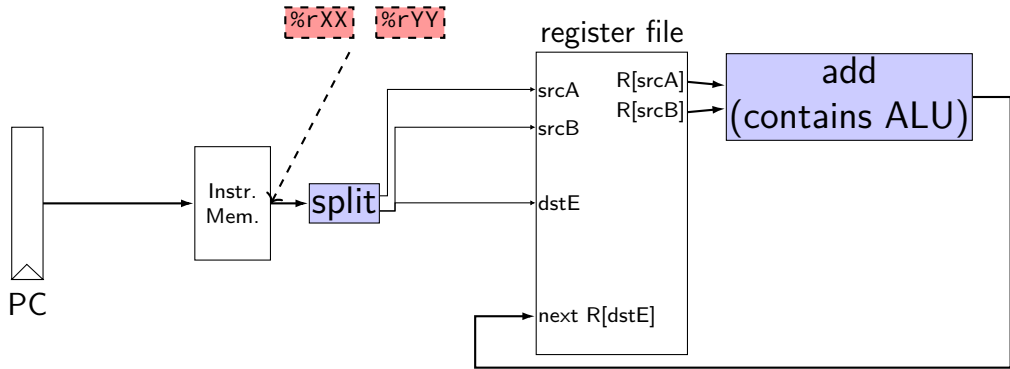 %rXX %rYY
register file
srcA
srcB
dstE
next R[dstE]
R[srcA]
R[srcB]
add
(contains ALU)
Instr.
Mem.
split
PC